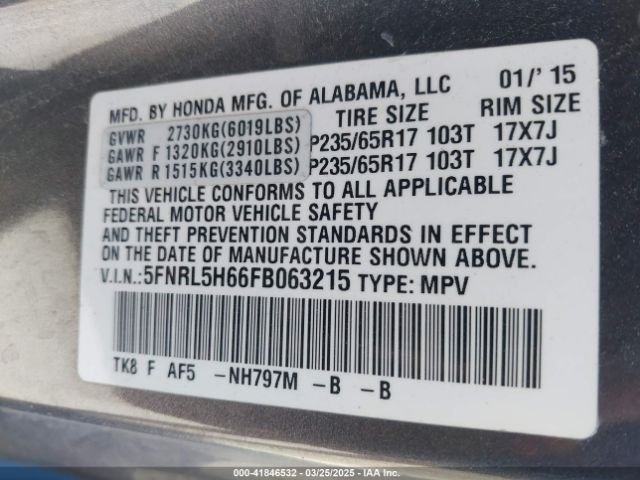 MFD. BY HONDA MFG. OF ALABAMA, LLC 01/'15
TIRE SIZE RIM SIZE
GVWR 2730KG(6019LBS)
GAWR F 1320KG(2910LBS) P235/65R17 103T 17X7J
GAWR R 1515KG(3340LBS) P235/65R17 103T 17X7J
THIS VEHICLE CONFORMS TO ALL APPLICABLE
FEDERAL MOTOR VEHICLE SAFETY
AND THEFT PREVENTION STANDARDS IN EFFECT
ON THE DATE OF MANUFACTURE SHOWN ABOVE.
V.I.N.:5FNRL5H66FB063215 TYPE: MPV
TK8 F AF5 -NH797M -B -B
000-41846532 - 03/25/2025 - IAA Inc.